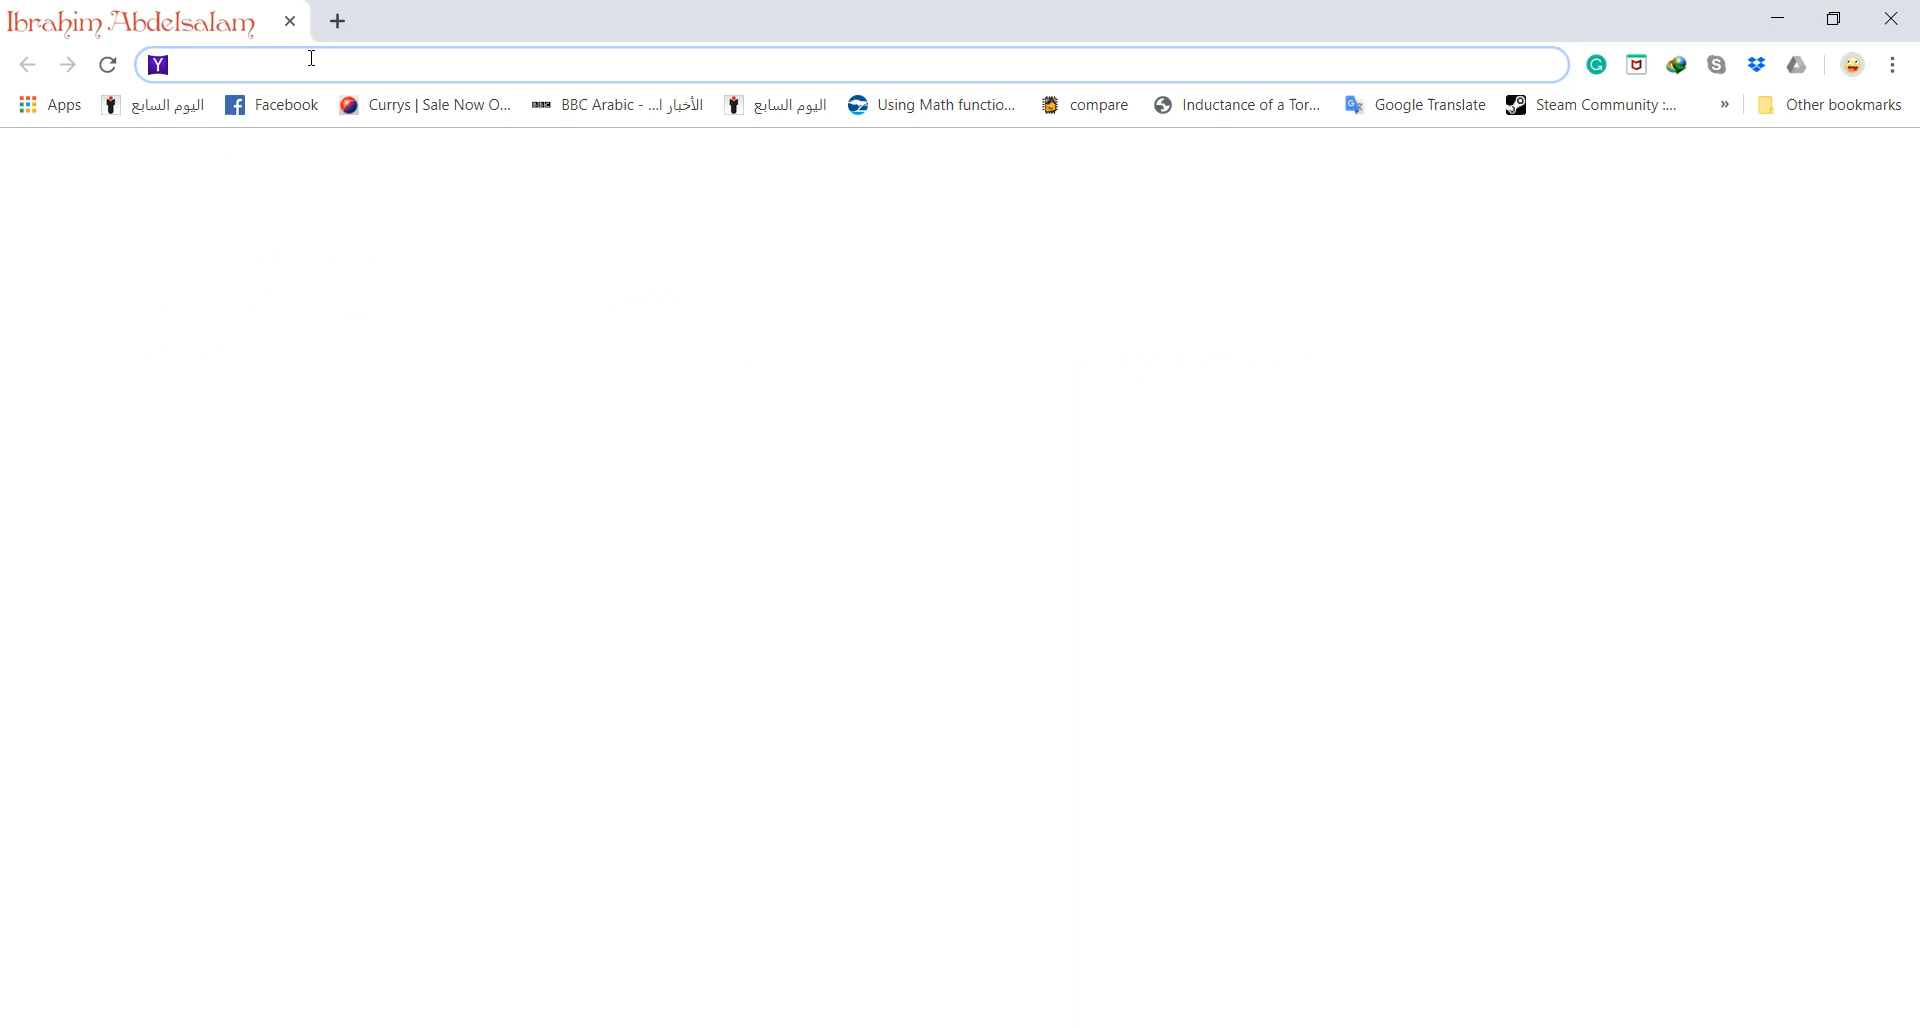 Ibrahim Abdelsalam
Y
Apps اليوم السابع Facebook Currys | Sale Now O... BBC Arabic - ...الأخبار ا اليوم السابع Using Math functio... compare Inductance of a Tor... Google Translate Steam Community :... » Other bookmarks